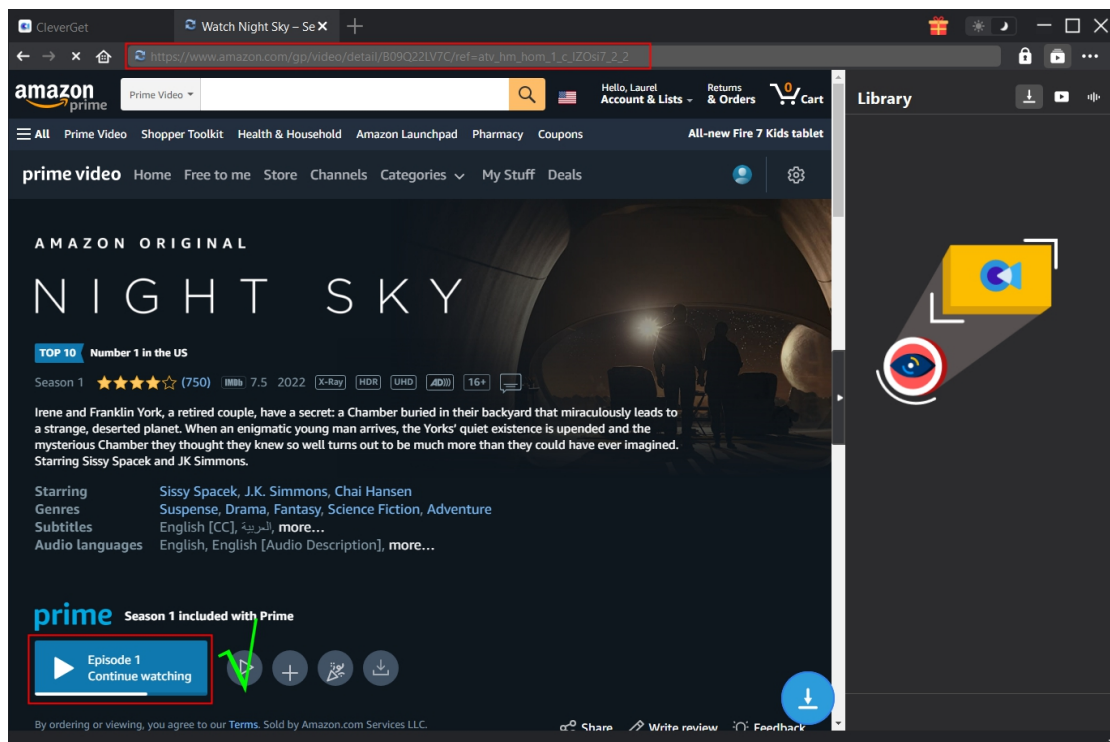 CleverGet
Watch Night Sky – Se
https://www.amazon.com/gp/video/detail/B09Q22LV7C/ref=atv_hm_hom_1_c_IZOsi7_2_2
amazon prime
Prime Video
Hello, Laurel
Account & Lists
Returns
& Orders
0
Cart
Library
All Prime Video Shopper Toolkit Health & Household Amazon Launchpad Pharmacy Coupons
All-new Fire 7 Kids tablet
prime video Home Free to me Store Channels Categories My Stuff Deals
AMAZON ORIGINAL
NIGHT SKY
TOP 10 Number 1 in the US
Season 1 (750) IMDb 7.5 2022 X-Ray HDR UHD AD))) 16+
Irene and Franklin York, a retired couple, have a secret: a Chamber buried in their backyard that miraculously leads to
a strange, deserted planet. When an enigmatic young man arrives, the Yorks' quiet existence is upended and the
mysterious Chamber they thought they knew so well turns out to be much more than they could have ever imagined.
Starring Sissy Spacek and JK Simmons.
Starring Sissy Spacek, J.K. Simmons, Chai Hansen
Genres Suspense, Drama, Fantasy, Science Fiction, Adventure
Subtitles English [CC], العربية, more...
Audio languages English, English [Audio Description], more...
prime Season 1 included with Prime
Episode 1
Continue watching
By ordering or viewing, you agree to our Terms. Sold by Amazon.com Services LLC.
Share Write review Feedback